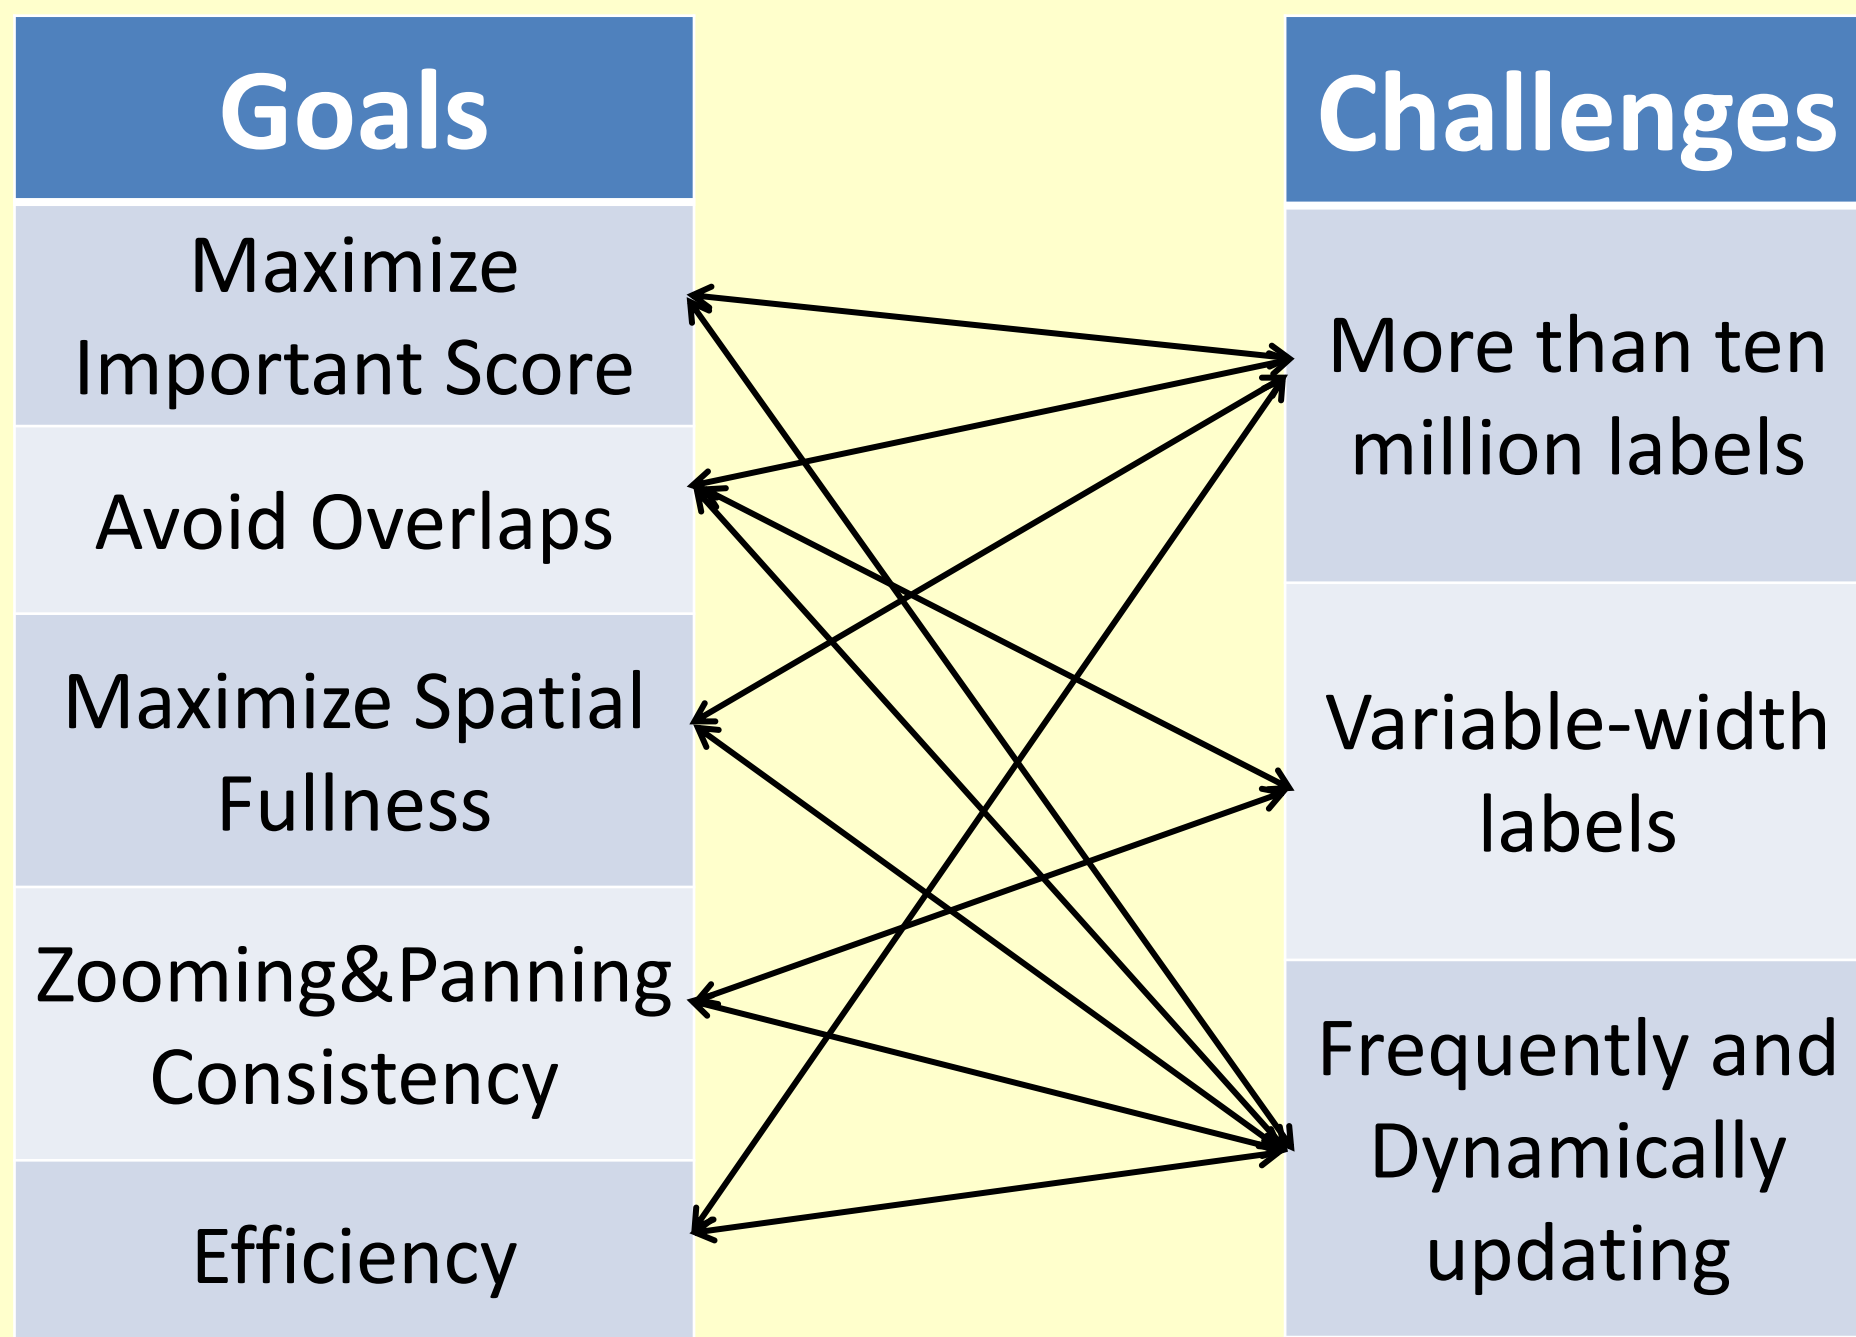 Goals
Maximize
Important Score
Avoid Overlaps
Maximize Spatial
Fullness
Zooming&Panning
Consistency
Efficiency
Challenges
More than ten
million labels
Variable-width
labels
Frequently and
Dynamically
updating